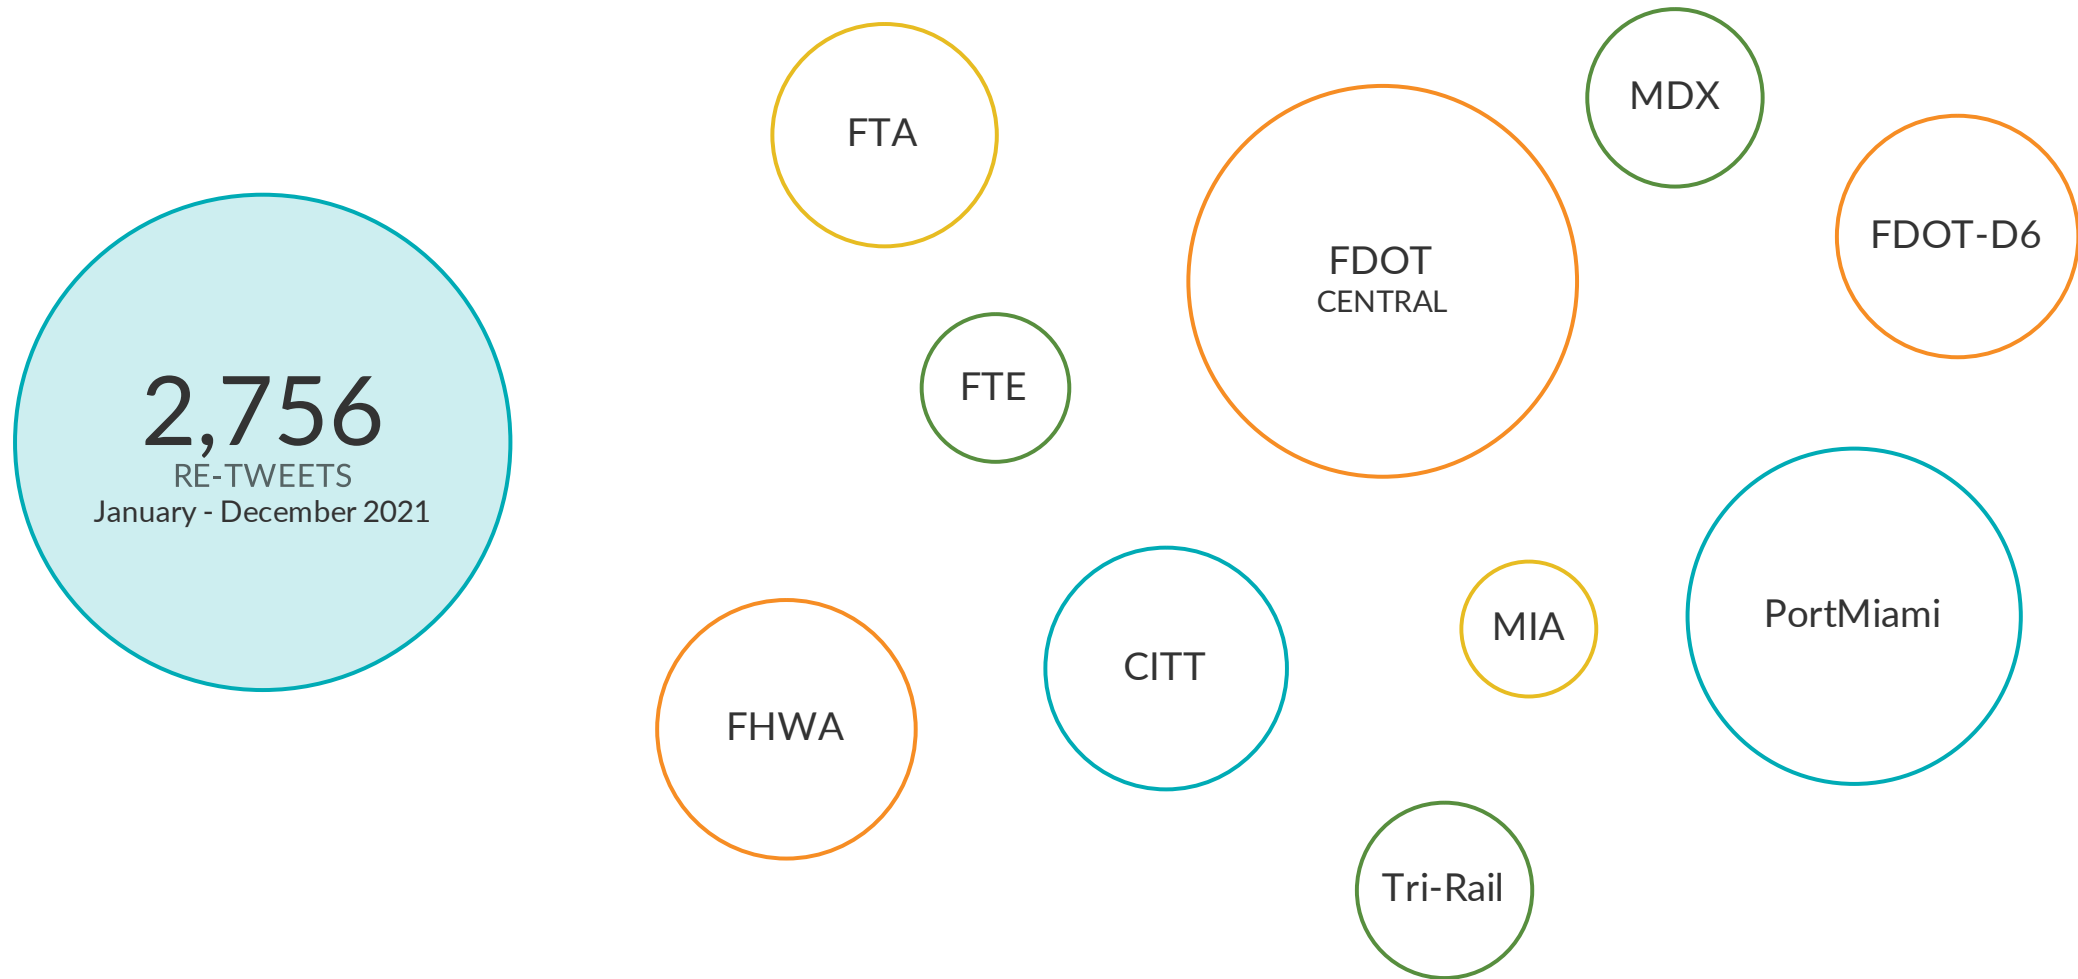 2,756
RE-TWEETS
January - December 2021
FTA
FTE
FDOT
CENTRAL
MDX
FDOT-D6
FHWA
CITT
MIA
PortMiami
Tri-Rail